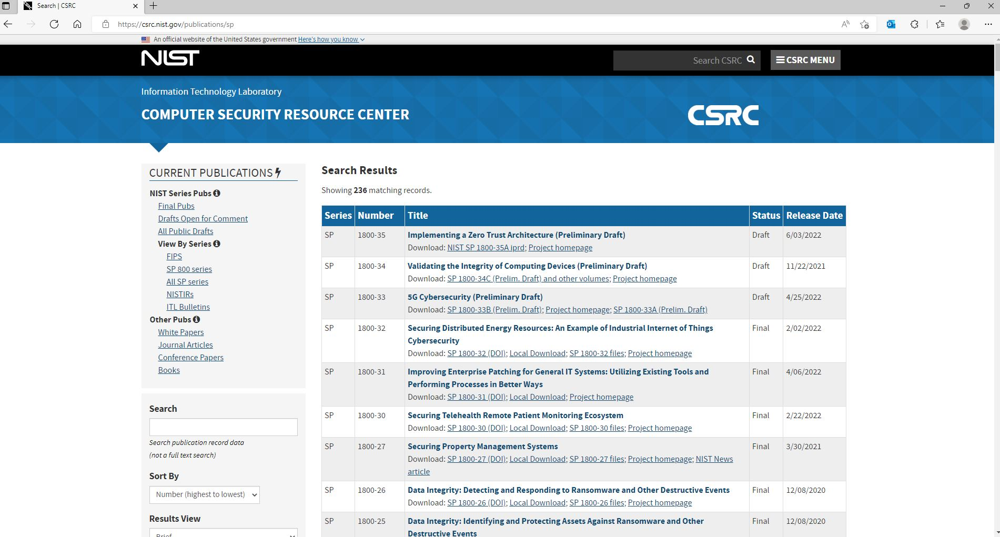 Search | CSRC
https://csrc.nist.gov/publications/sp
An official website of the United States government Here's how you know
NIST
Search CSRC
CSRC MENU
Information Technology Laboratory
COMPUTER SECURITY RESOURCE CENTER
CSRC
CURRENT PUBLICATIONS
NIST Series Pubs
Final Pubs
Drafts Open for Comment
All Public Drafts
View By Series
FIPS
SP 800 series
All SP series
NISTIRs
ITL Bulletins
Other Pubs
White Papers
Journal Articles
Conference Papers
Books
Search
Search publication record data
(not a full text search)
Sort By
Number (highest to lowest)
Results View
Brief
Search Results
Showing 236 matching records.
Series Number Title Status Release Date
SP 1800-35 Implementing a Zero Trust Architecture (Preliminary Draft) Draft 6/03/2022
Download: NIST SP 1800-35A iprd; Project homepage
SP 1800-34 Validating the Integrity of Computing Devices (Preliminary Draft) Draft 11/22/2021
Download: SP 1800-34C (Prelim. Draft) and other volumes; Project homepage
SP 1800-33 5G Cybersecurity (Preliminary Draft) Draft 4/25/2022
Download: SP 1800-33B (Prelim. Draft); Project homepage; SP 1800-33A (Prelim. Draft)
SP 1800-32 Securing Distributed Energy Resources: An Example of Industrial Internet of Things Final 2/02/2022
Cybersecurity
Download: SP 1800-32 (DOI); Local Download; SP 1800-32 files; Project homepage
SP 1800-31 Improving Enterprise Patching for General IT Systems: Utilizing Existing Tools and Final 4/06/2022
Performing Processes in Better Ways
Download: SP 1800-31 (DOI); Local Download; Project homepage
SP 1800-30 Securing Telehealth Remote Patient Monitoring Ecosystem Final 2/22/2022
Download: SP 1800-30 (DOI); Local Download; SP 1800-30 files; Project homepage
SP 1800-27 Securing Property Management Systems Final 3/30/2021
Download: SP 1800-27 (DOI); Local Download; SP 1800-27 files; Project homepage; NIST News
article
SP 1800-26 Data Integrity: Detecting and Responding to Ransomware and Other Destructive Events Final 12/08/2020
Download: SP 1800-26 (DOI); Local Download; SP 1800-26 files; Project homepage
SP 1800-25 Data Integrity: Identifying and Protecting Assets Against Ransomware and Other Final 12/08/2020
Destructive Events